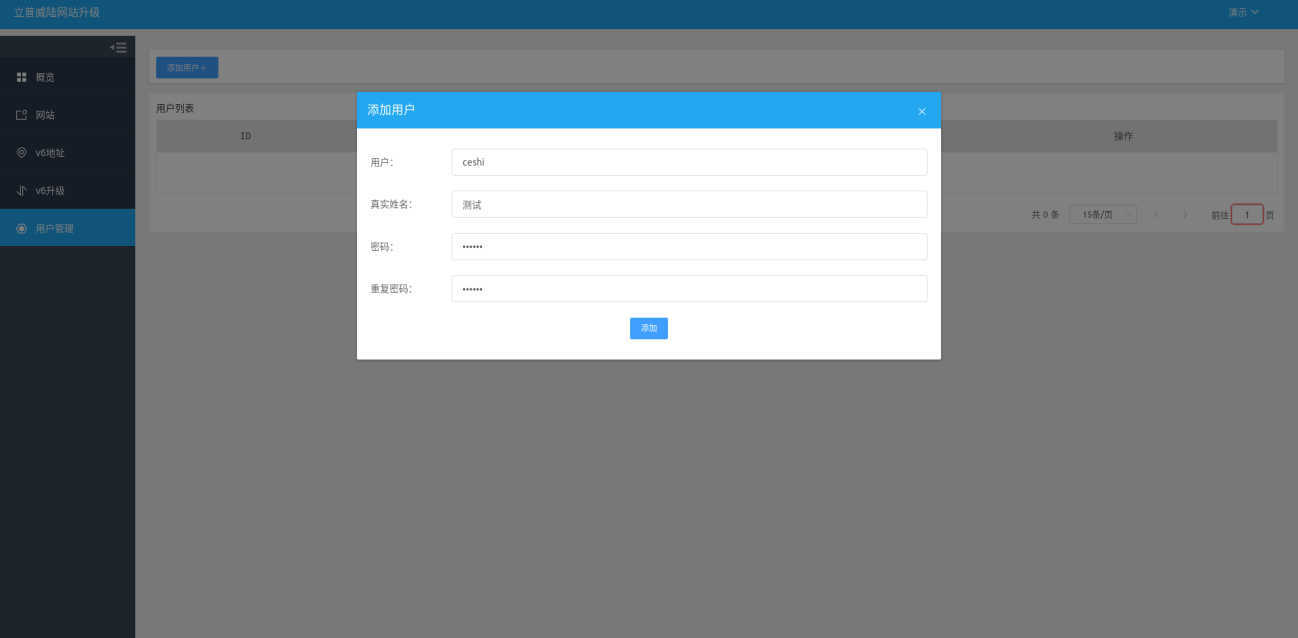 立普威陆网站升级
演示
概览
网站
v6地址
v6升级
用户管理
添加用户+
用户列表
ID
操作
共 0 条
15条/页
前往 1 页
添加用户
用户：
ceshi
真实姓名：
测试
密码：
••••••
重复密码：
••••••
添加